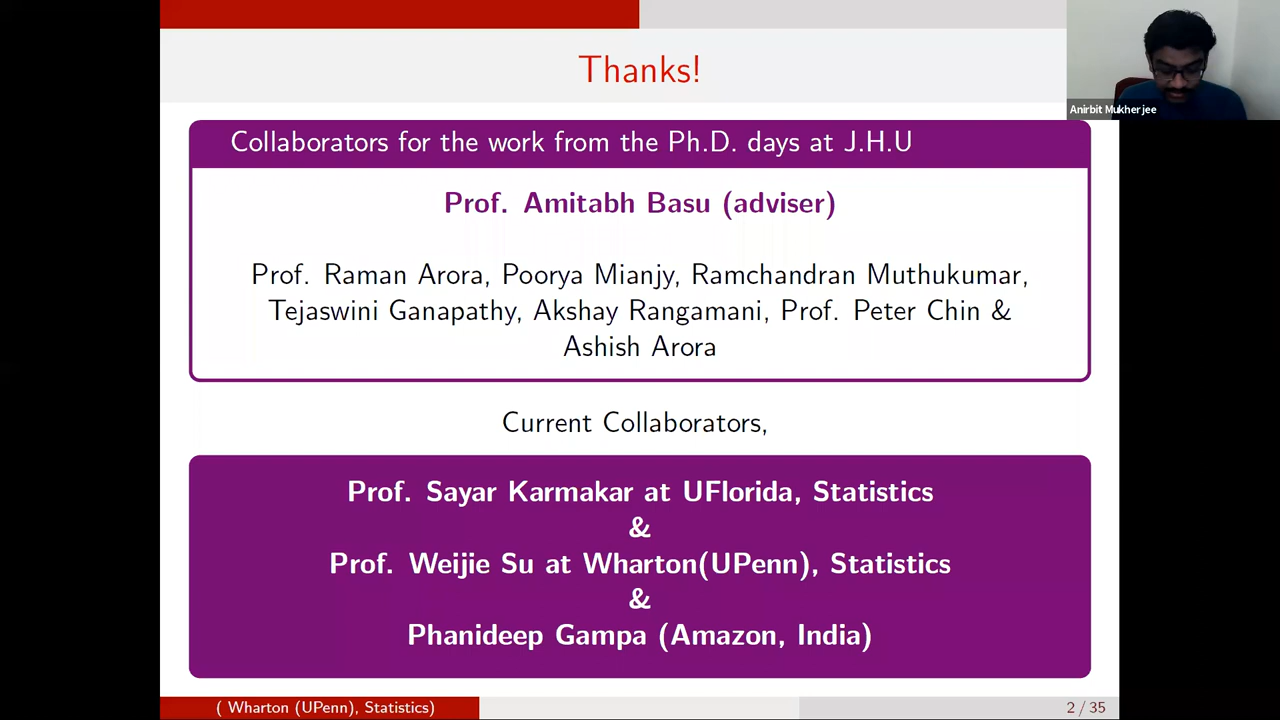 Thanks!
Anirbit Mukherjee
Collaborators for the work from the Ph.D. days at J.H.U
Prof. Amitabh Basu (adviser)
Prof. Raman Arora, Poorya Mianjy, Ramchandran Muthukumar,
Tejaswini Ganapathy, Akshay Rangamani, Prof. Peter Chin &
Ashish Arora
Current Collaborators,
Prof. Sayar Karmakar at UFlorida, Statistics
&
Prof. Weijie Su at Wharton(UPenn), Statistics
&
Phanideep Gampa (Amazon, India)
( Wharton (UPenn), Statistics)
2 / 35